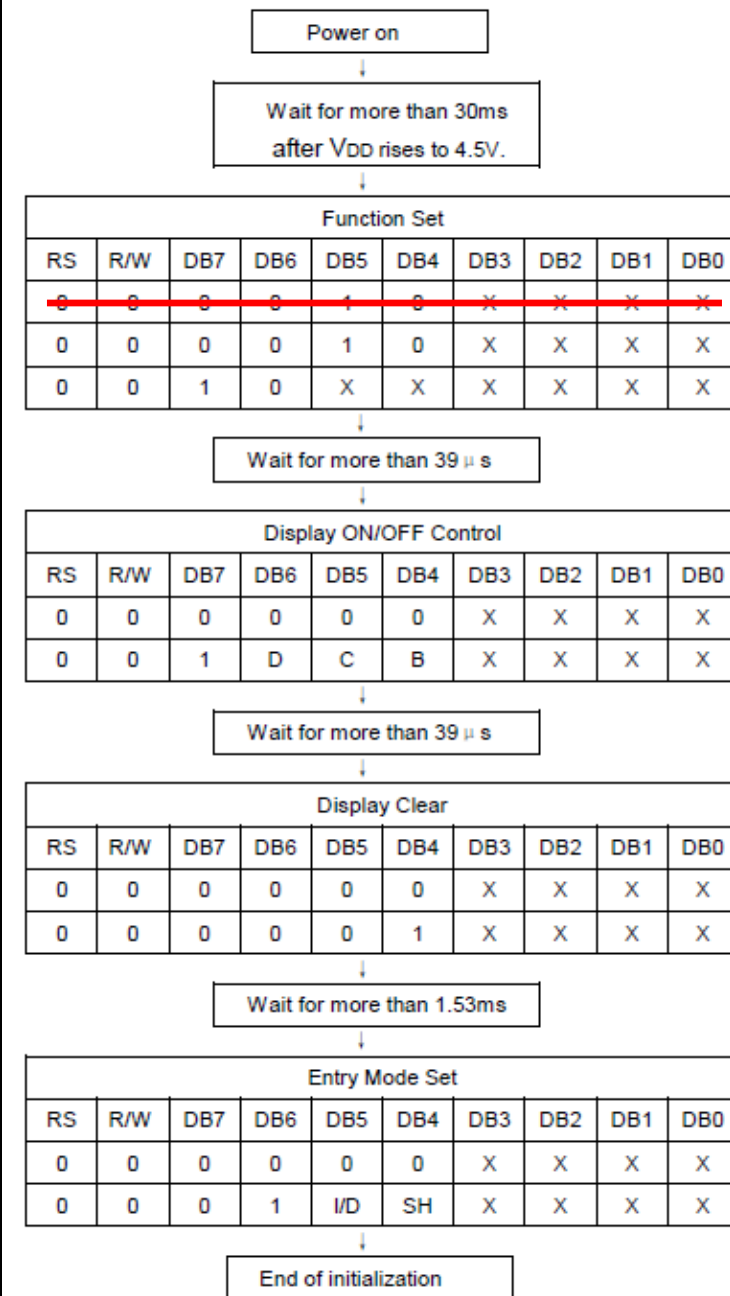 Power on
Wait for more than 30ms
after VDD rises to 4.5V.
Function Set
RS R/W DB7 DB6 DB5 DB4 DB3 DB2 DB1 DB0
0 0 0 0 1 0 X X X X
0 0 0 0 1 0 X X X X
0 0 1 0 X X X X X X
Wait for more than 39 μ s
Display ON/OFF Control
RS R/W DB7 DB6 DB5 DB4 DB3 DB2 DB1 DB0
0 0 0 0 0 0 X X X X
0 0 1 D C B X X X X
Wait for more than 39 μ s
Display Clear
RS R/W DB7 DB6 DB5 DB4 DB3 DB2 DB1 DB0
0 0 0 0 0 0 X X X X
0 0 0 0 0 1 X X X X
Wait for more than 1.53ms
Entry Mode Set
RS R/W DB7 DB6 DB5 DB4 DB3 DB2 DB1 DB0
0 0 0 0 0 0 X X X X
0 0 0 1 I/D SH X X X X
End of initialization